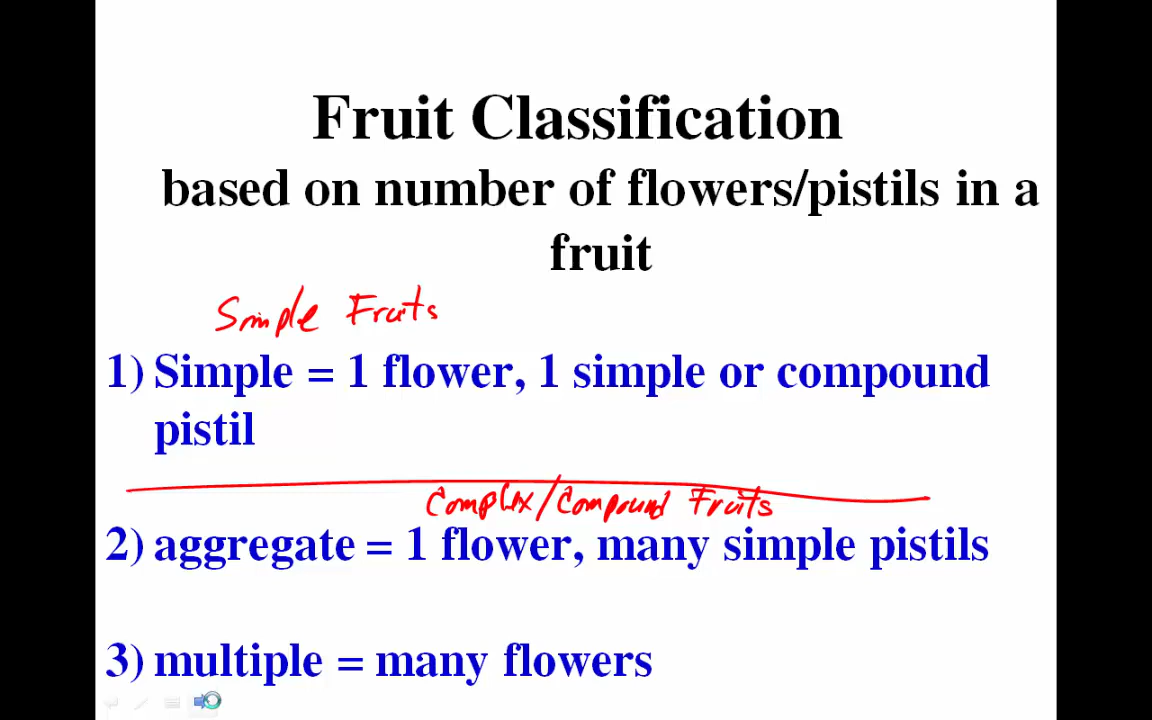 Fruit Classification
based on number of flowers/pistils in a
fruit
Simple Fruits
1) Simple = 1 flower, 1 simple or compound
pistil
Complex/Compound Fruits
2) aggregate = 1 flower, many simple pistils
3) multiple = many flowers